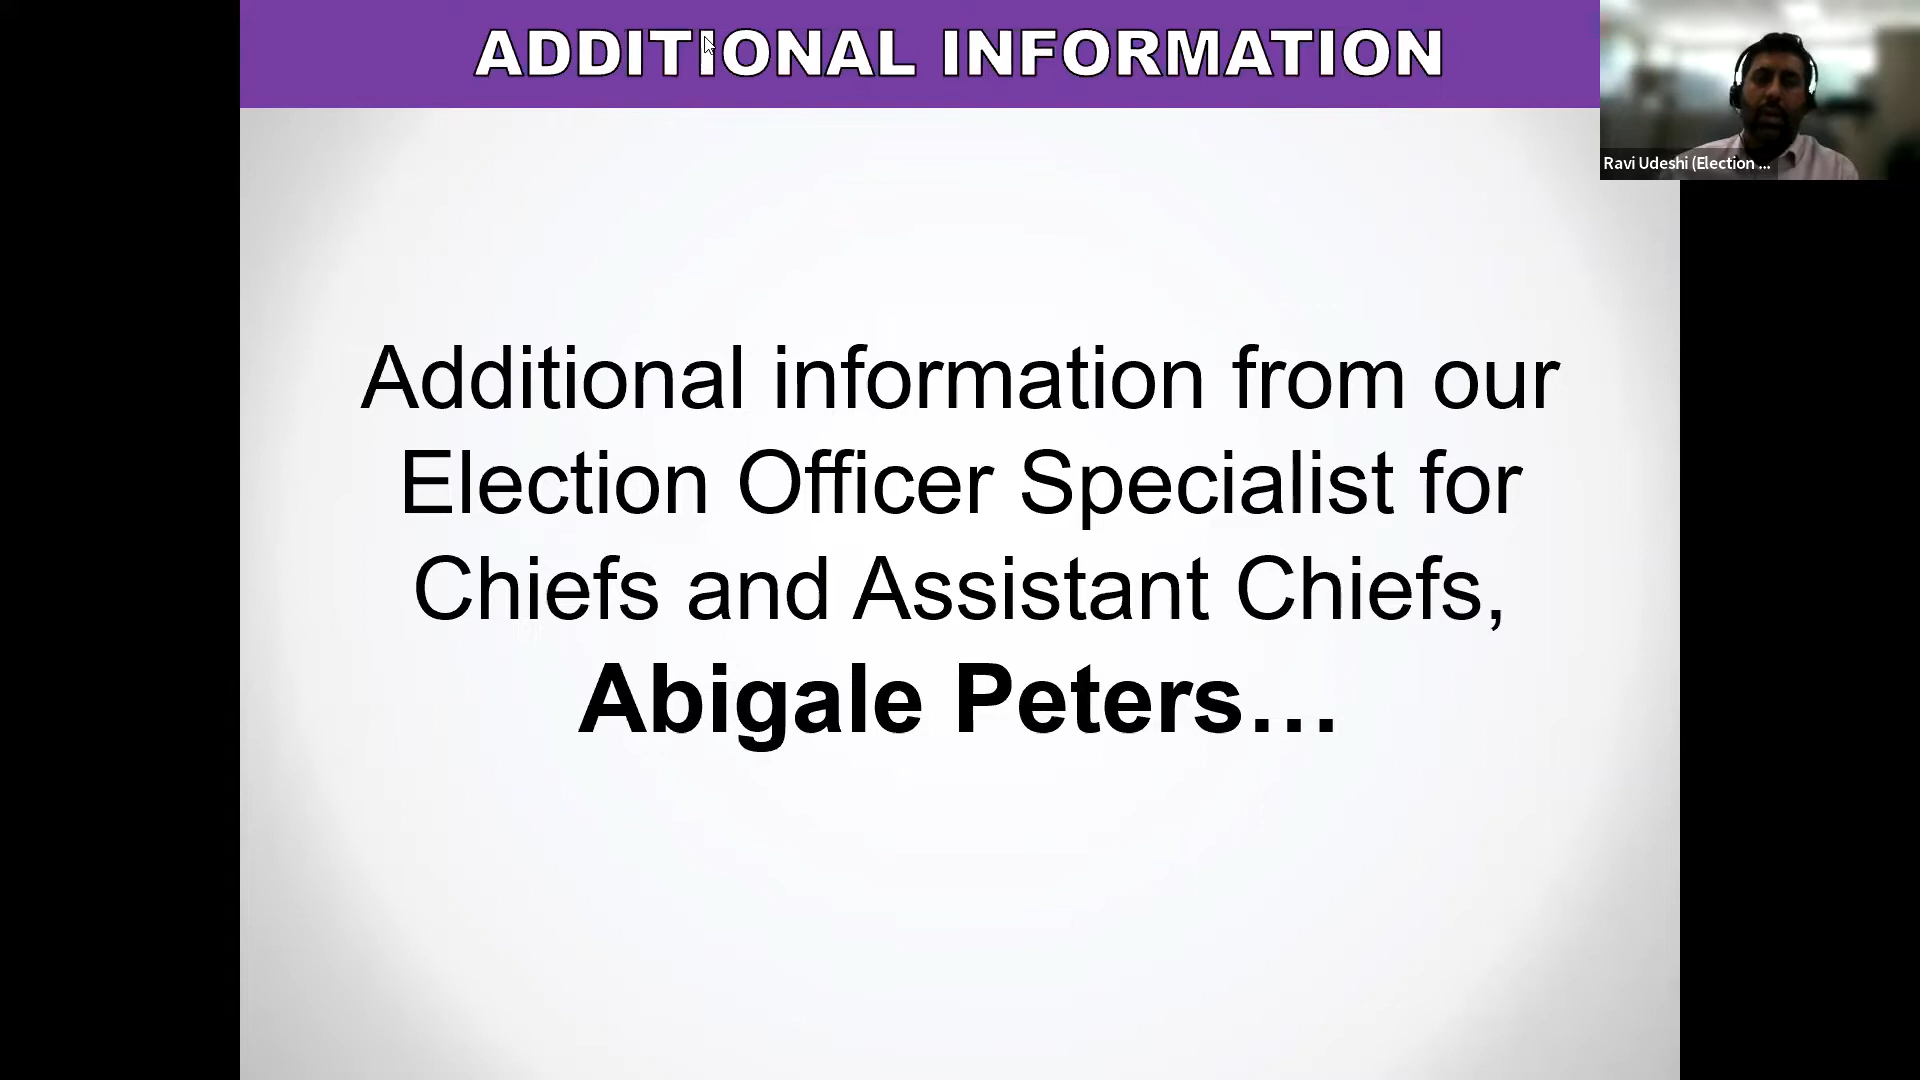 ADDITIONAL INFORMATION
Ravi Udeshi (Election ...
Additional information from our
Election Officer Specialist for
Chiefs and Assistant Chiefs,
Abigale Peters…